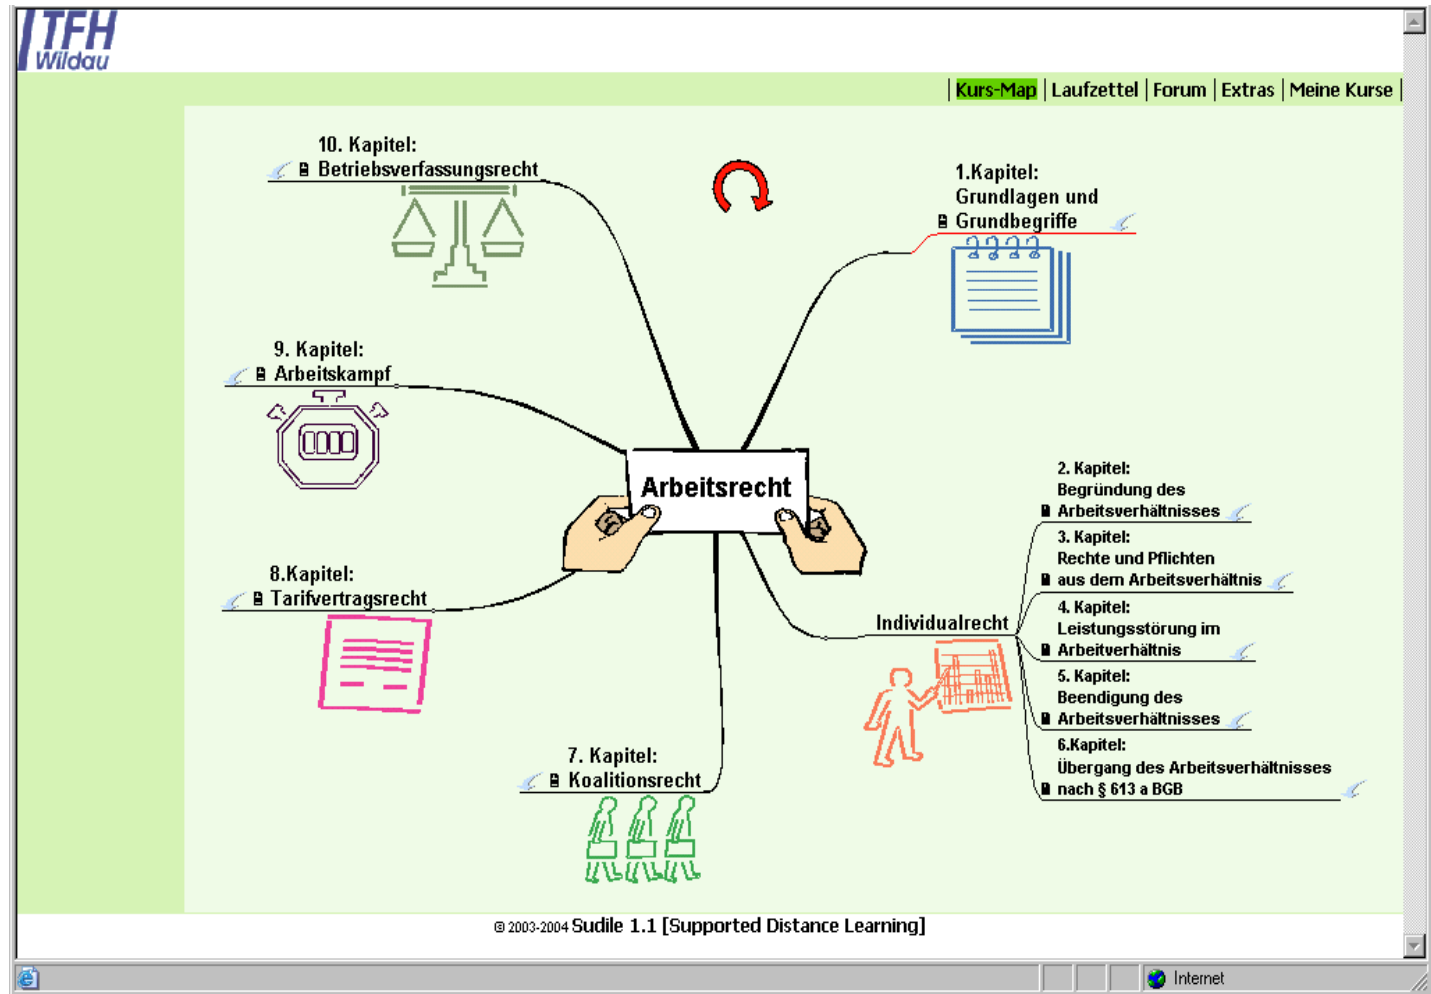 TFH
Wildau
Kurs-Map | Laufzettel | Forum | Extras | Meine Kurse
1.Kapitel:
Grundlagen und
Grundbegriffe
2. Kapitel:
Begründung des
Arbeitsverhältnisses
3. Kapitel:
Rechte und Pflichten
aus dem Arbeitsverhältnis
4. Kapitel:
Leistungsstörung im
Arbeitverhältnis
5. Kapitel:
Beendigung des
Arbeitsverhältnisses
6.Kapitel:
Übergang des Arbeitsverhältnisses
nach § 613 a BGB
Individualrecht
Arbeitsrecht
7. Kapitel:
Koalitionsrecht
8.Kapitel:
Tarifvertragsrecht
9. Kapitel:
Arbeitskampf
10. Kapitel:
Betriebsverfassungsrecht
© 2003-2004 Sudile 1.1 [Supported Distance Learning]
Internet